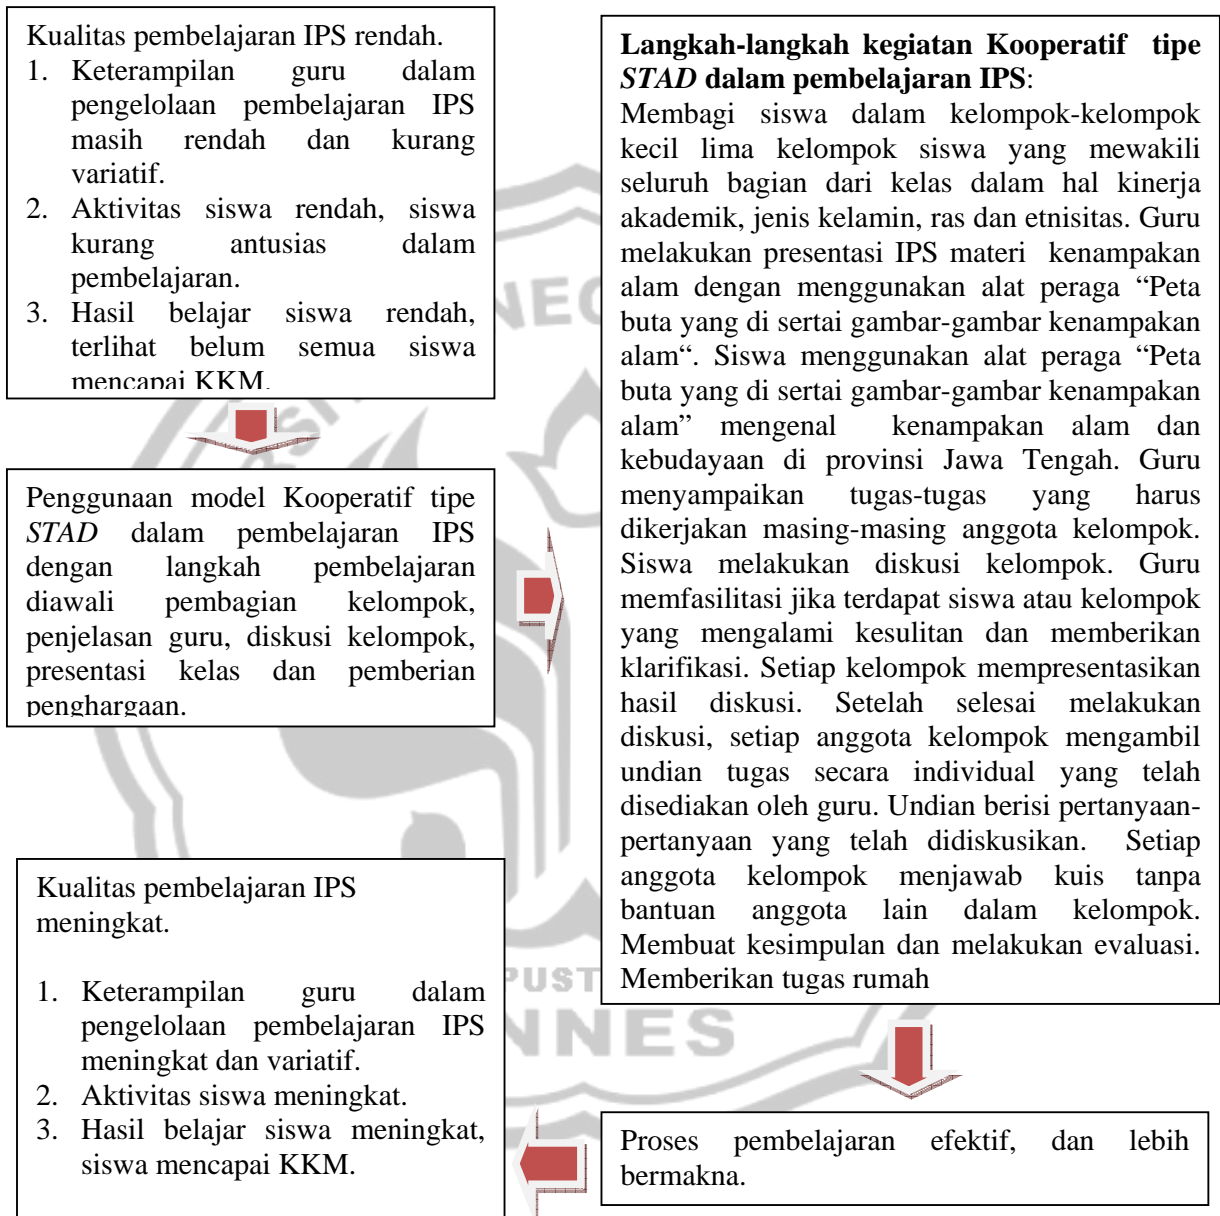 Kualitas pembelajaran IPS rendah.
1. Keterampilan guru dalam
pengelolaan pembelajaran IPS
masih rendah dan kurang
variatif.
2. Aktivitas siswa rendah, siswa
kurang antusias dalam
pembelajaran.
3. Hasil belajar siswa rendah,
terlihat belum semua siswa
mencapai KKM.
Penggunaan model Kooperatif tipe
STAD dalam pembelajaran IPS
dengan langkah pembelajaran
diawali pembagian kelompok,
penjelasan guru, diskusi kelompok,
presentasi kelas dan pemberian
penghargaan.
Langkah-langkah kegiatan Kooperatif tipe
STAD dalam pembelajaran IPS:
Membagi siswa dalam kelompok-kelompok
kecil lima kelompok siswa yang mewakili
seluruh bagian dari kelas dalam hal kinerja
akademik, jenis kelamin, ras dan etnisitas. Guru
melakukan presentasi IPS materi kenampakan
alam dengan menggunakan alat peraga “Peta
buta yang di sertai gambar-gambar kenampakan
alam“. Siswa menggunakan alat peraga “Peta
buta yang di sertai gambar-gambar kenampakan
alam” mengenal kenampakan alam dan
kebudayaan di provinsi Jawa Tengah. Guru
menyampaikan tugas-tugas yang harus
dikerjakan masing-masing anggota kelompok.
Siswa melakukan diskusi kelompok. Guru
memfasilitasi jika terdapat siswa atau kelompok
yang mengalami kesulitan dan memberikan
klarifikasi. Setiap kelompok mempresentasikan
hasil diskusi. Setelah selesai melakukan
diskusi, setiap anggota kelompok mengambil
undian tugas secara individual yang telah
disediakan oleh guru. Undian berisi pertanyaan-
pertanyaan yang telah didiskusikan. Setiap
anggota kelompok menjawab kuis tanpa
bantuan anggota lain dalam kelompok.
Membuat kesimpulan dan melakukan evaluasi.
Memberikan tugas rumah
Proses pembelajaran efektif, dan lebih
bermakna.
Kualitas pembelajaran IPS
meningkat.
1. Keterampilan guru dalam
pengelolaan pembelajaran IPS
meningkat dan variatif.
2. Aktivitas siswa meningkat.
3. Hasil belajar siswa meningkat,
siswa mencapai KKM.
NEG
PUST
NNES